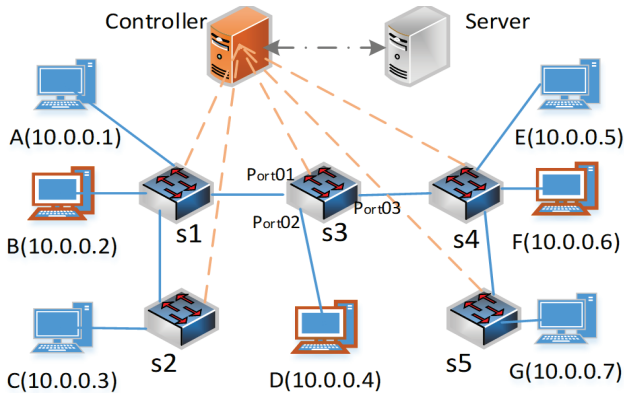 Controller
Server
A(10.0.0.1)
E(10.0.0.5)
Port01
B(10.0.0.2)
s1
Port02
s3
Port03
s4
F(10.0.0.6)
C(10.0.0.3)
s2
D(10.0.0.4)
s5
G(10.0.0.7)